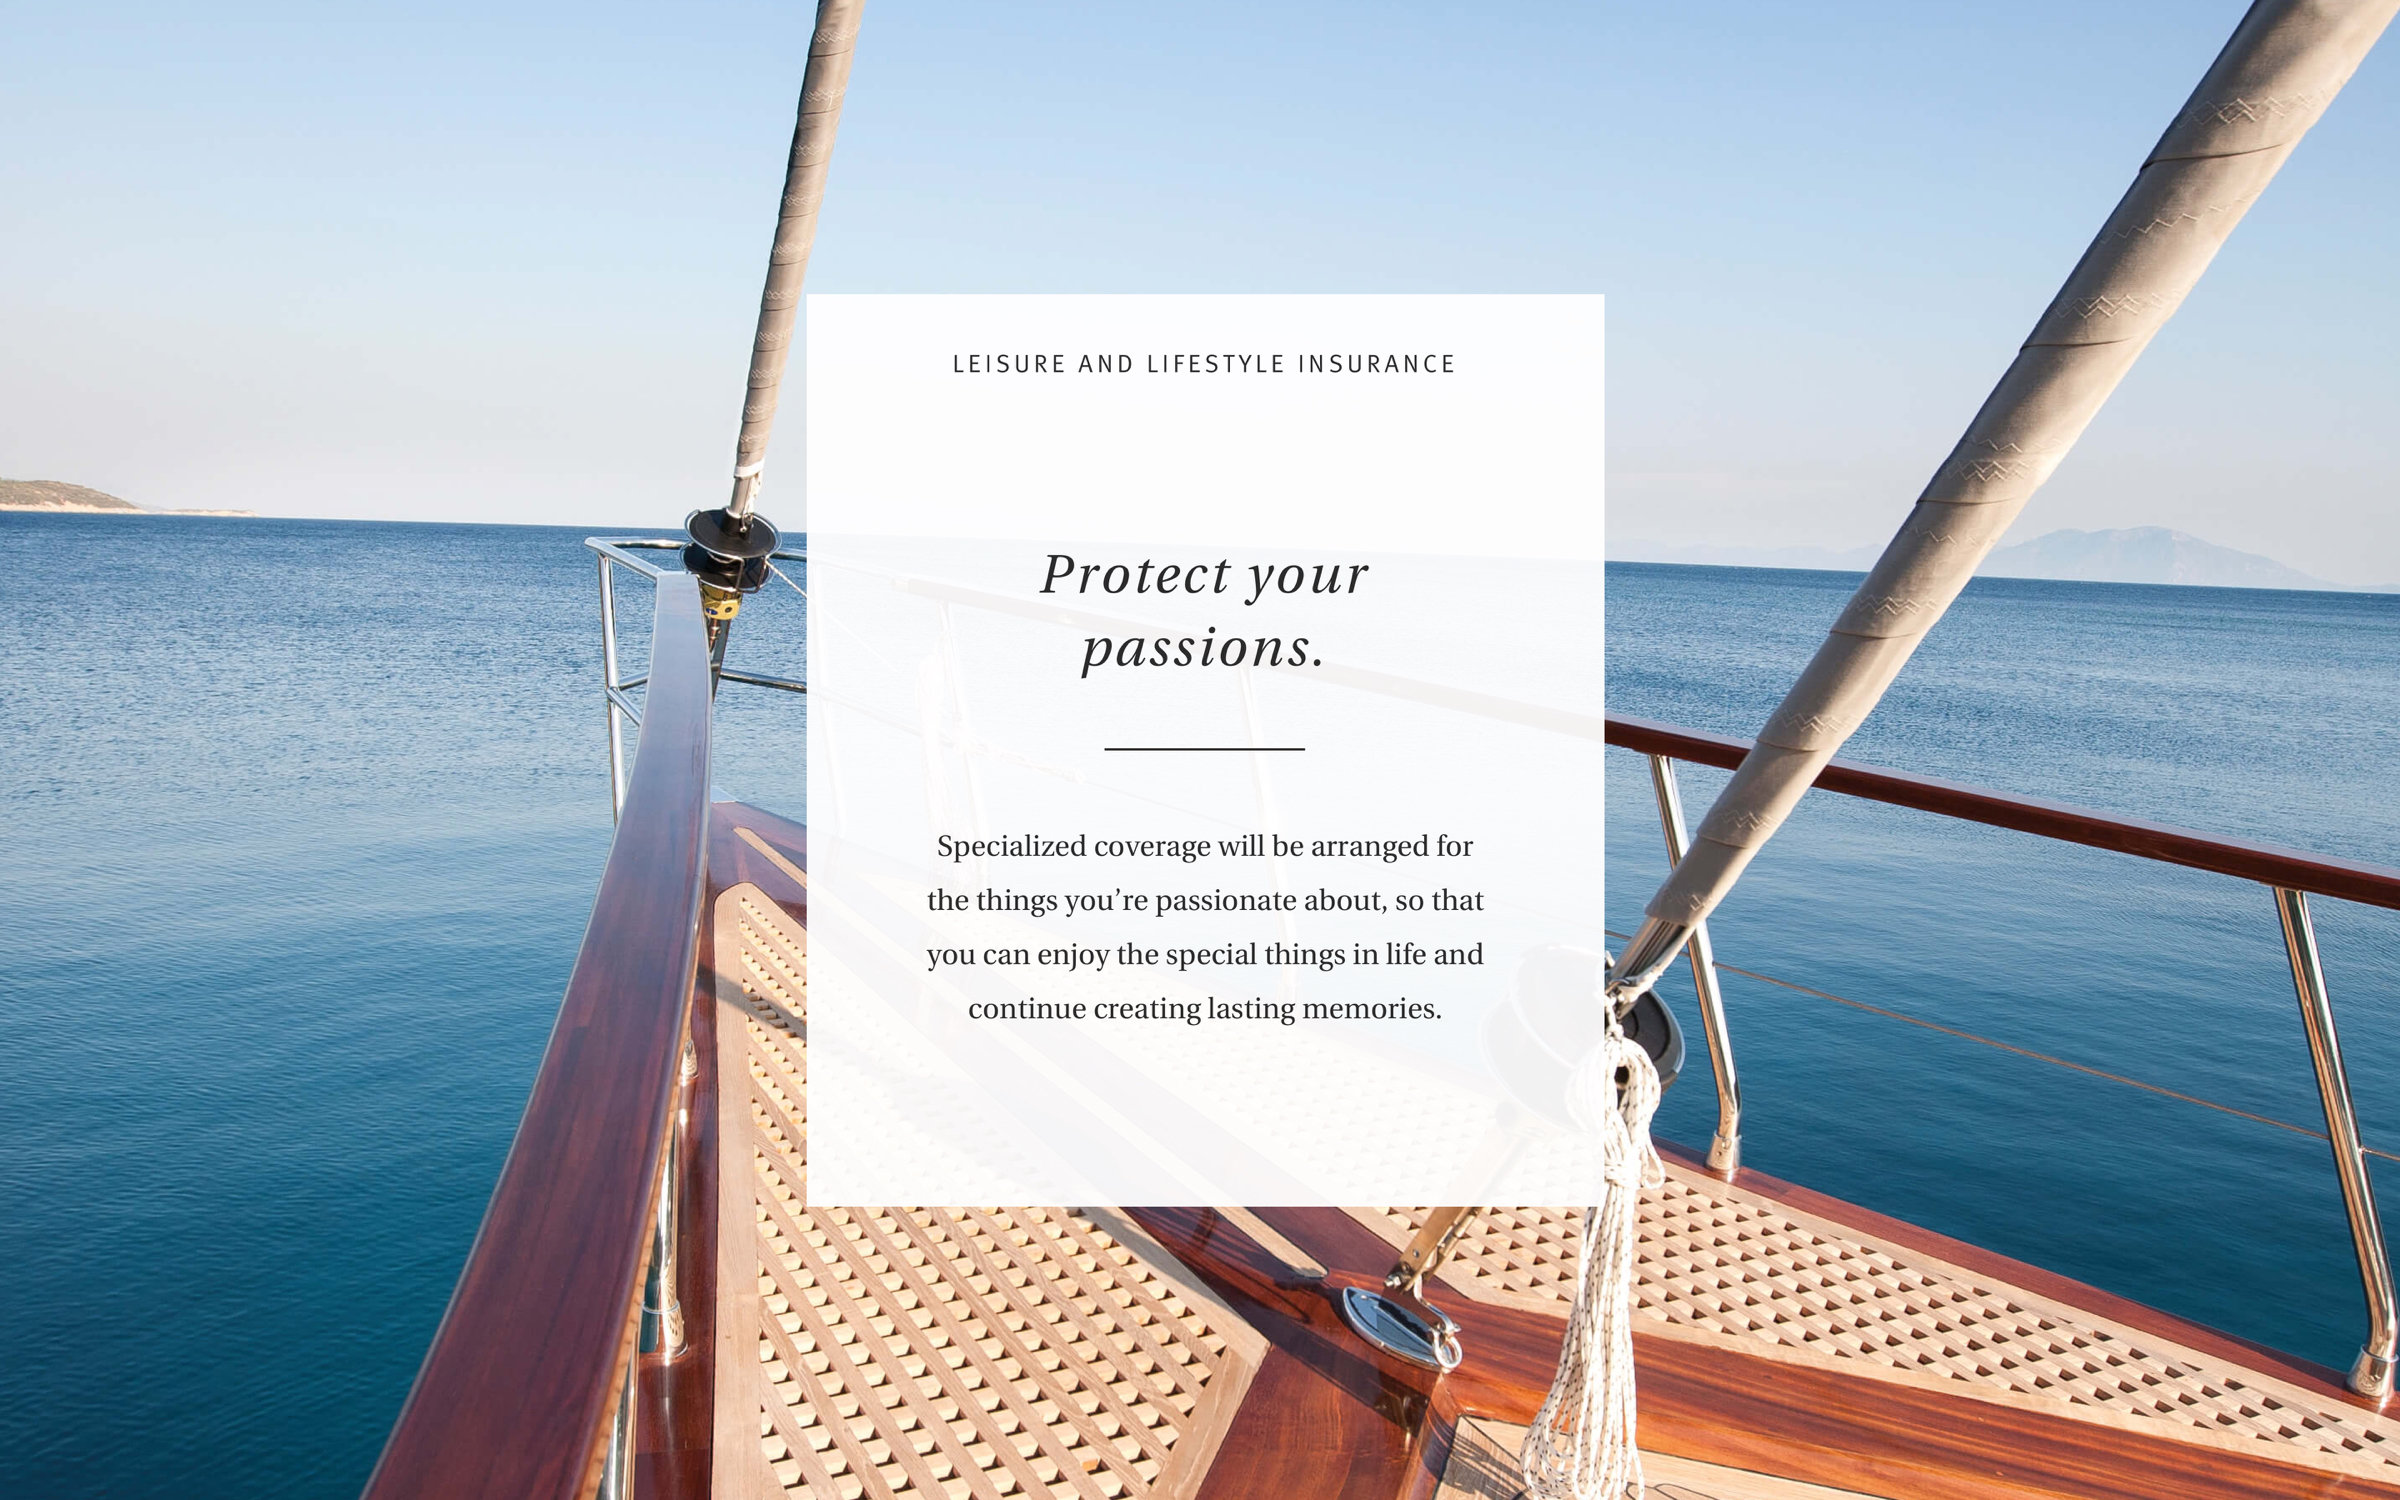 LEISURE AND LIFESTYLE INSURANCE
Protect your
passions.
Specialized coverage will be arranged for
the things you’re passionate about, so that
you can enjoy the special things in life and
continue creating lasting memories.